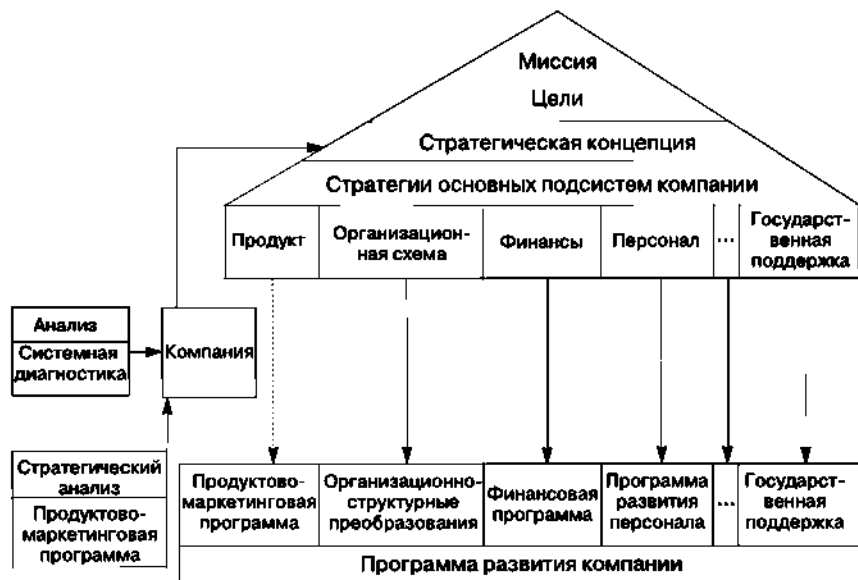 Миссия
Цели
Стратегическая концепция
Стратегии основных подсистем компании
Продукт
Организацион-
ная схема
Финансы
Персонал
...
Государст-
венная
поддержка
Анализ
Системная
диагностика
Компания
Стратегический
анализ
Продуктово-
маркетинговая
программа
Продуктово-
маркетинговая
программа
Организационно-
структурные
преобразования
Финансовая
программа
Программа
развития
персонала
...
Государст-
венная
поддержка
Программа развития компании